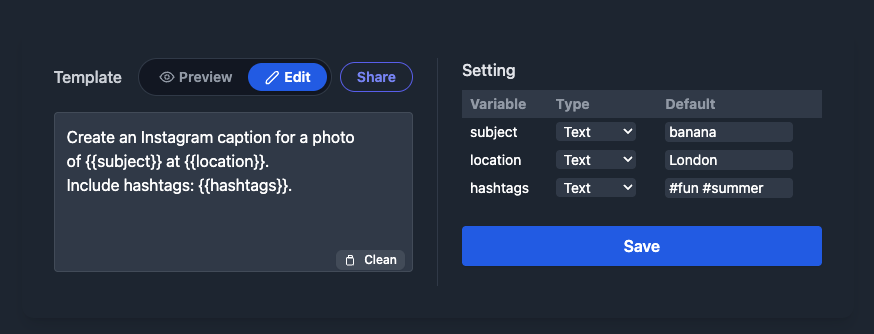 Template
Preview
Edit
Share
Create an Instagram caption for a photo
of {{subject}} at {{location}}.
Include hashtags: {{hashtags}}.
Clean
Setting
Variable Type Default
subject Text banana
location Text London
hashtags Text #fun #summer
Save